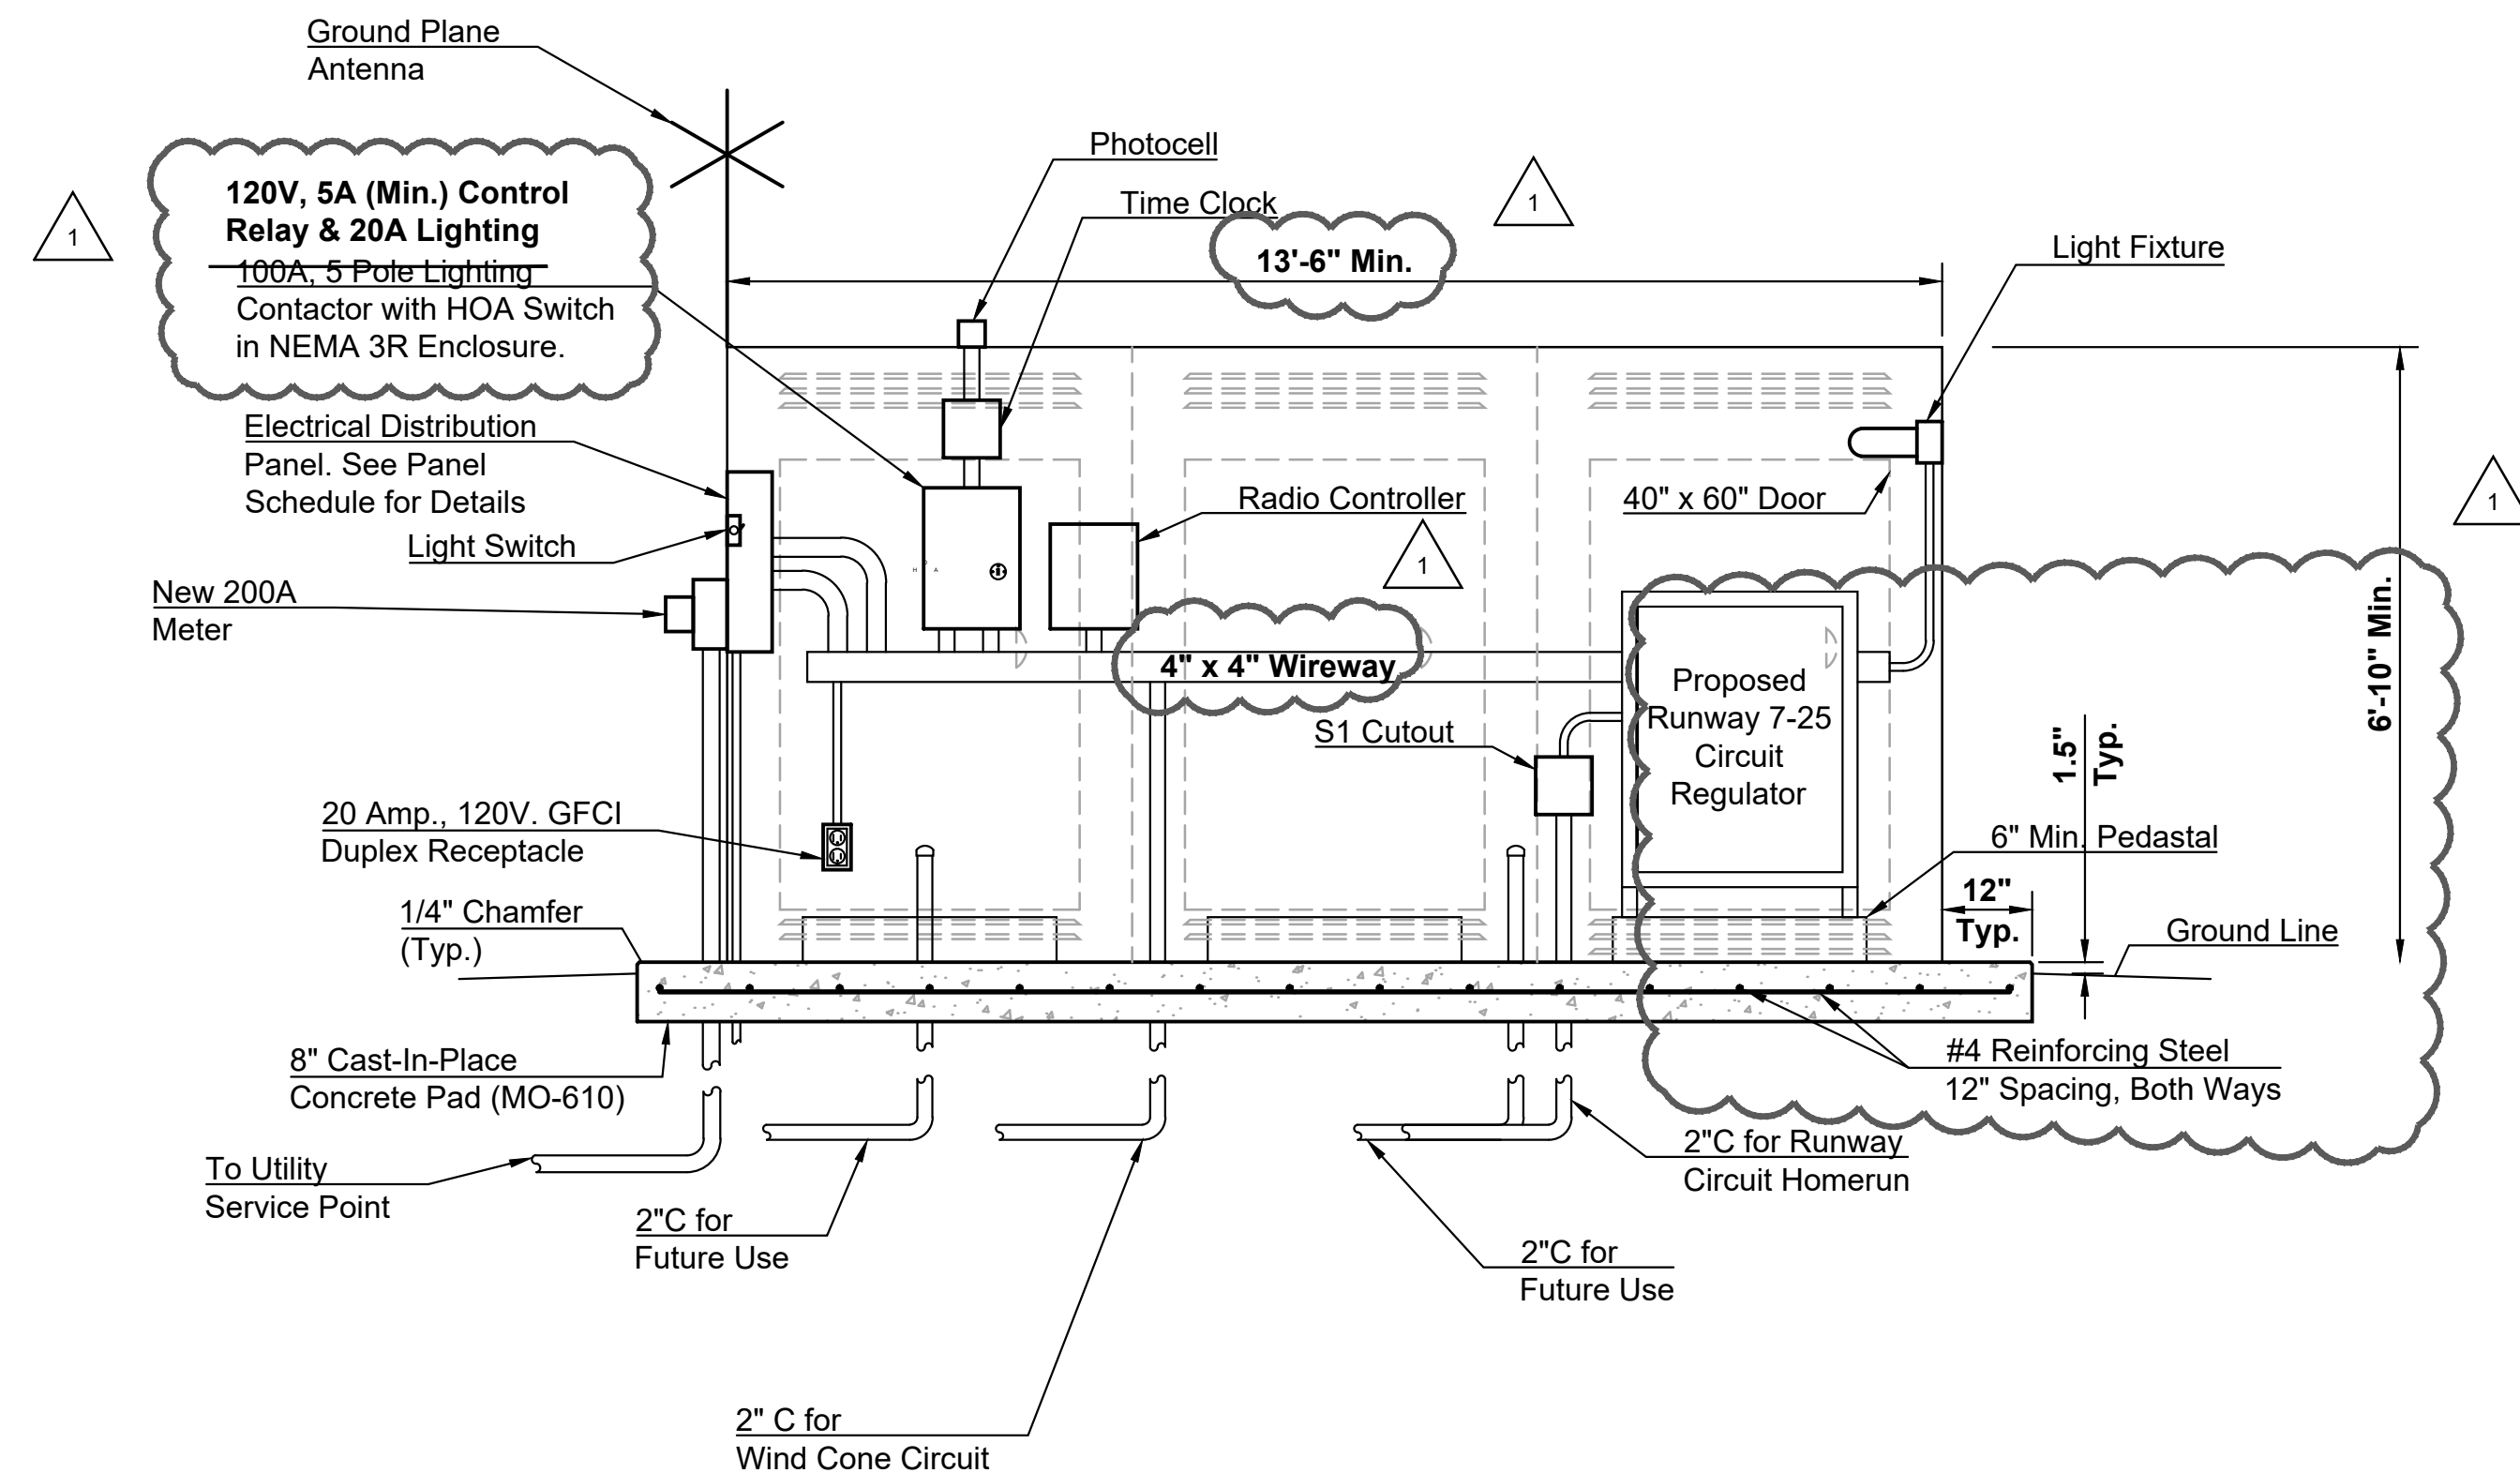 Ground Plane
Antenna
120V, 5A (Min.) Control
Relay & 20A Lighting
100A, 5 Pole Lighting
Contactor with HOA Switch
in NEMA 3R Enclosure.
1
Photocell
Time Clock
1
13'-6" Min.
Light Fixture
Electrical Distribution
Panel. See Panel
Schedule for Details
Light Switch
New 200A
Meter
H O A
Radio Controller
1
40" x 60" Door
1
4" x 4" Wireway
S1 Cutout
Proposed
Runway 7-25
Circuit
Regulator
6'-10" Min.
1.5"
Typ.
20 Amp., 120V. GFCI
Duplex Receptacle
6" Min. Pedastal
12"
Typ.
1/4" Chamfer
(Typ.)
Ground Line
8" Cast-In-Place
Concrete Pad (MO-610)
#4 Reinforcing Steel
12" Spacing, Both Ways
To Utility
Service Point
2"C for Runway
Circuit Homerun
2"C for
Future Use
2"C for
Future Use
2" C for
Wind Cone Circuit